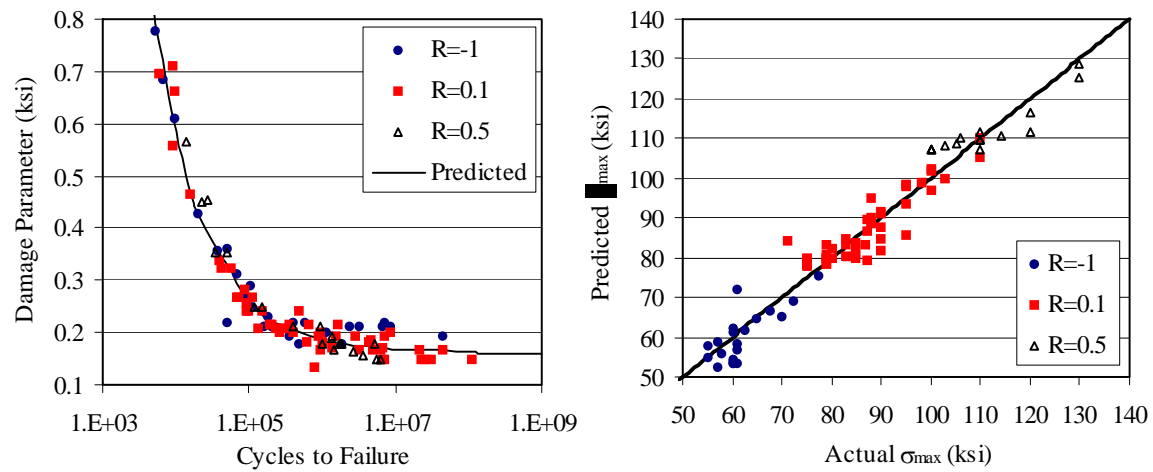 0.8
0.7
0.6
0.5
0.4
0.3
0.2
0.1
Damage Parameter (ksi)
R=-1
R=0.1
R=0.5
Predicted
1.E+03
1.E+05
1.E+07
1.E+09
Cycles to Failure
140
130
120
110
100
90
80
70
60
50
Predicted max (ksi)
R=-1
R=0.1
R=0.5
50
60
70
80
90
100
110
120
130
140
Actual σmax (ksi)